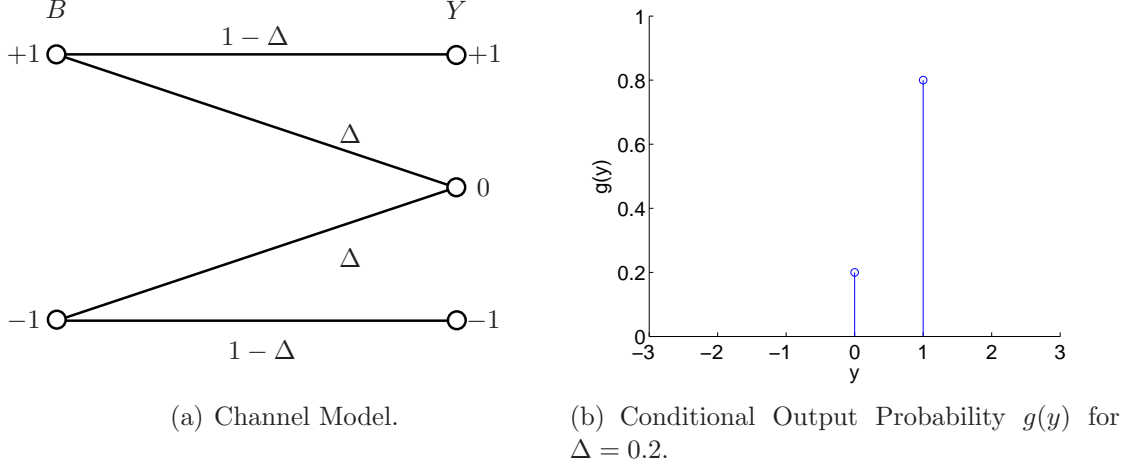 B Y
+1 1 − Δ +1
Δ
0
Δ
−1 −1
1 − Δ
(a) Channel Model.
1
0.8
0.6
g(y)
0.4
0.2
0
−3 −2 −1 0 1 2 3
y
(b) Conditional Output Probability g(y) for
Δ = 0.2.